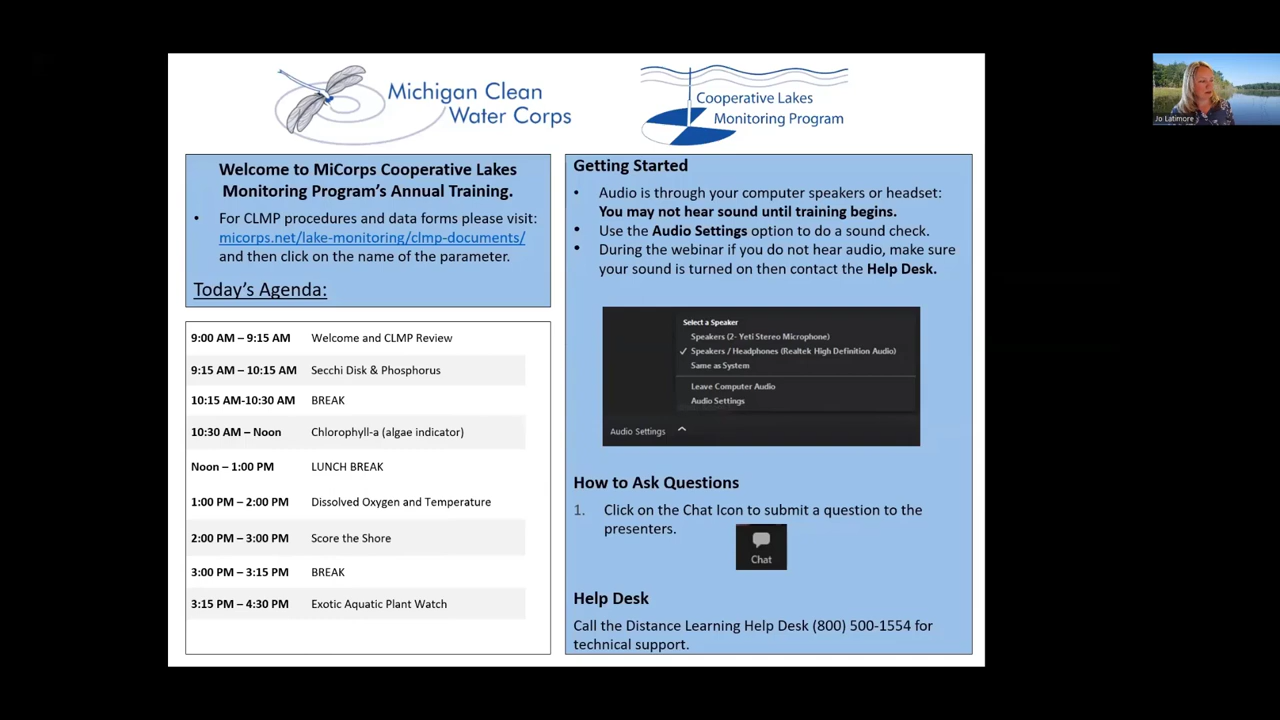 Michigan Clean
Water Corps
Cooperative Lakes
Monitoring Program
Jo Latimore
Welcome to MiCorps Cooperative Lakes
Monitoring Program's Annual Training.
• For CLMP procedures and data forms please visit:
micorps.net/lake-monitoring/clmp-documents/
and then click on the name of the parameter.
Today's Agenda:
9:00 AM – 9:15 AM Welcome and CLMP Review
9:15 AM – 10:15 AM Secchi Disk & Phosphorus
10:15 AM-10:30 AM BREAK
10:30 AM – Noon Chlorophyll-a (algae indicator)
Noon – 1:00 PM LUNCH BREAK
1:00 PM – 2:00 PM Dissolved Oxygen and Temperature
2:00 PM – 3:00 PM Score the Shore
3:00 PM – 3:15 PM BREAK
3:15 PM – 4:30 PM Exotic Aquatic Plant Watch
Getting Started
• Audio is through your computer speakers or headset:
You may not hear sound until training begins.
• Use the Audio Settings option to do a sound check.
• During the webinar if you do not hear audio, make sure
your sound is turned on then contact the Help Desk.
Select a Speaker
Speakers (2- Yeti Stereo Microphone)
✓ Speakers / Headphones (Realtek High Definition Audio)
Same as System
Leave Computer Audio
Audio Settings
Audio Settings
How to Ask Questions
1. Click on the Chat Icon to submit a question to the
presenters.
Chat
Help Desk
Call the Distance Learning Help Desk (800) 500-1554 for
technical support.